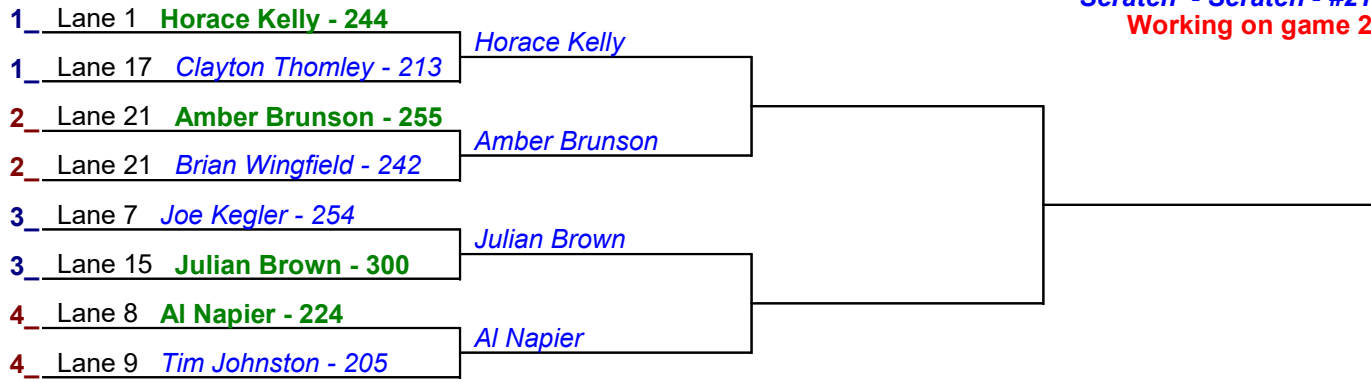 Scratch - Scratch - #21
Working on game 2
1_ Lane 1 Horace Kelly - 244
Horace Kelly
1_ Lane 17 Clayton Thomley - 213
2_ Lane 21 Amber Brunson - 255
Amber Brunson
2_ Lane 21 Brian Wingfield - 242
3_ Lane 7 Joe Kegler - 254
Julian Brown
3_ Lane 15 Julian Brown - 300
4_ Lane 8 Al Napier - 224
Al Napier
4_ Lane 9 Tim Johnston - 205